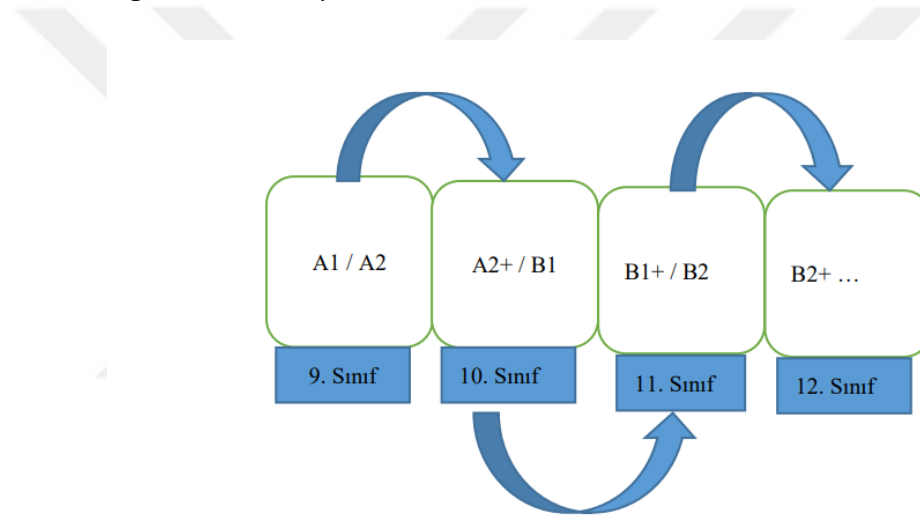 A1 / A2
A2+ / B1
B1+ / B2
B2+ …
9. Sınıf
10. Sınıf
11. Sınıf
12. Sınıf